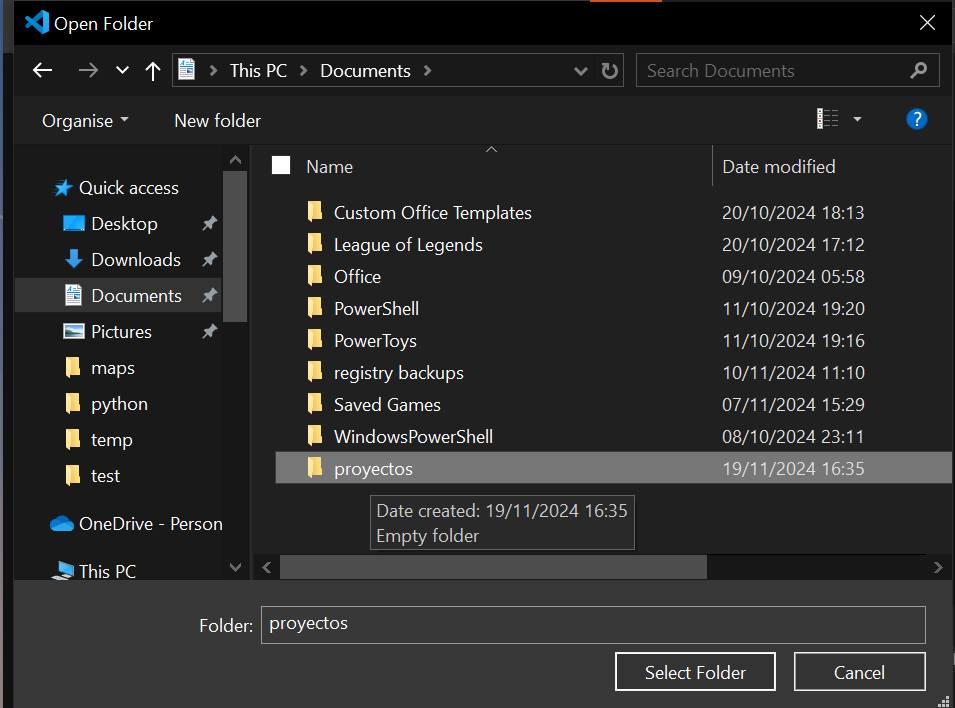 Open Folder
This PC Documents
Search Documents
Organise New folder
?
Name Date modified
Quick access
Desktop
Downloads
Documents
Pictures
maps
python
temp
test
OneDrive - Person
This PC
Custom Office Templates 20/10/2024 18:13
League of Legends 20/10/2024 17:12
Office 09/10/2024 05:58
PowerShell 11/10/2024 19:20
PowerToys 11/10/2024 19:16
registry backups 10/11/2024 11:10
Saved Games 07/11/2024 15:29
WindowsPowerShell 08/10/2024 23:11
proyectos 19/11/2024 16:35
Date created: 19/11/2024 16:35
Empty folder
Folder: proyectos
Select Folder Cancel